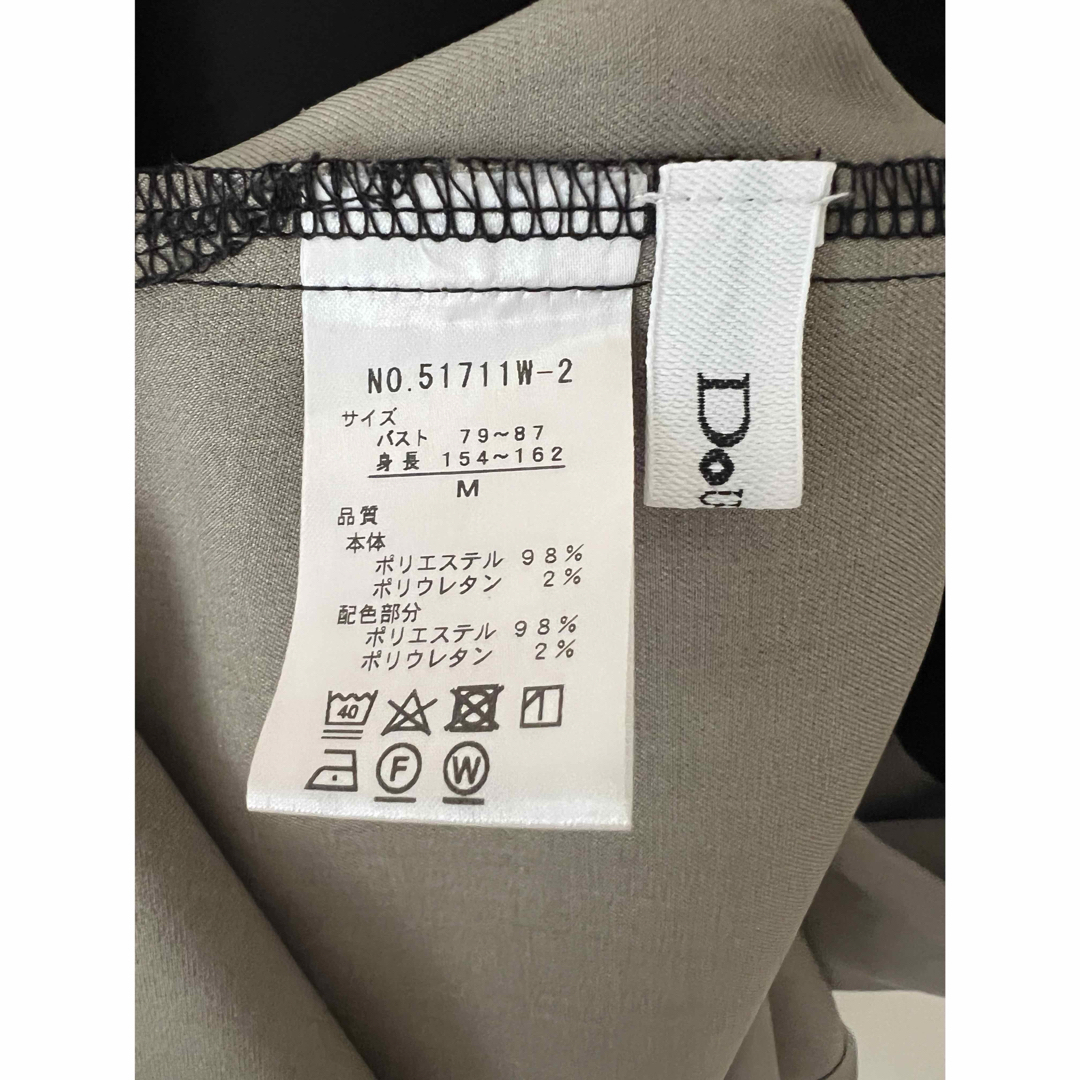 NO.51711W-2
サイズ
バスト 79～87
身長 154～162
M
品質
本体
ポリエステル 98%
ポリウレタン 2%
配色部分
ポリエステル 98%
ポリウレタン 2%
40
F
W